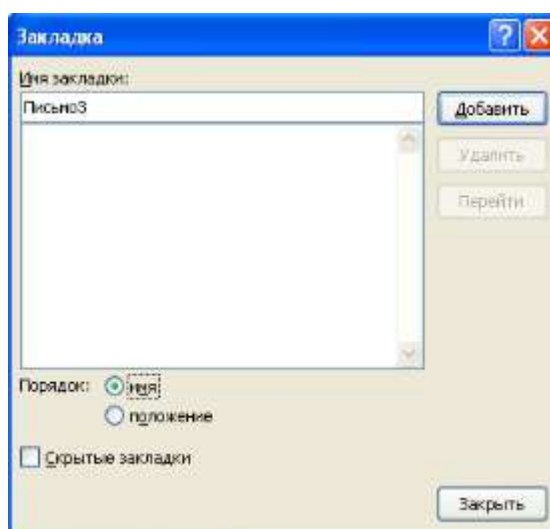 Закладка
Имя закладки:
Письмо3
Добавить
Удалить
Перейти
Порядок:
имя
положение
Скрытые закладки
Закрыть